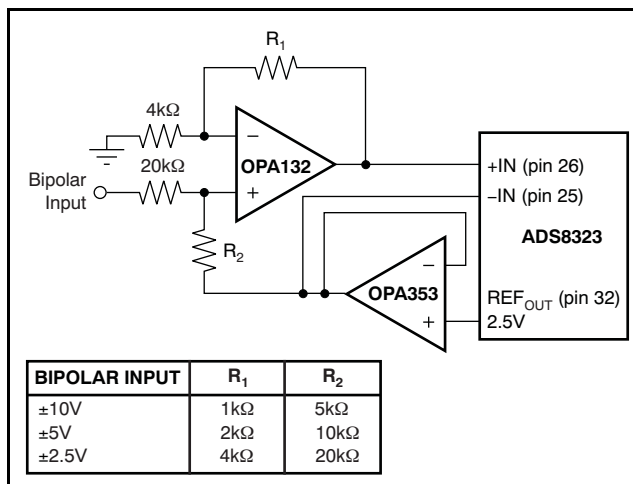 R1
4kΩ
−
OPA132
+
20kΩ
Bipolar
Input
R2
+IN (pin 26)
−IN (pin 25)
ADS8323
REFOUT (pin 32)
2.5V
−
OPA353
+
BIPOLAR INPUT R1 R2
±10V 1kΩ 5kΩ
±5V 2kΩ 10kΩ
±2.5V 4kΩ 20kΩ